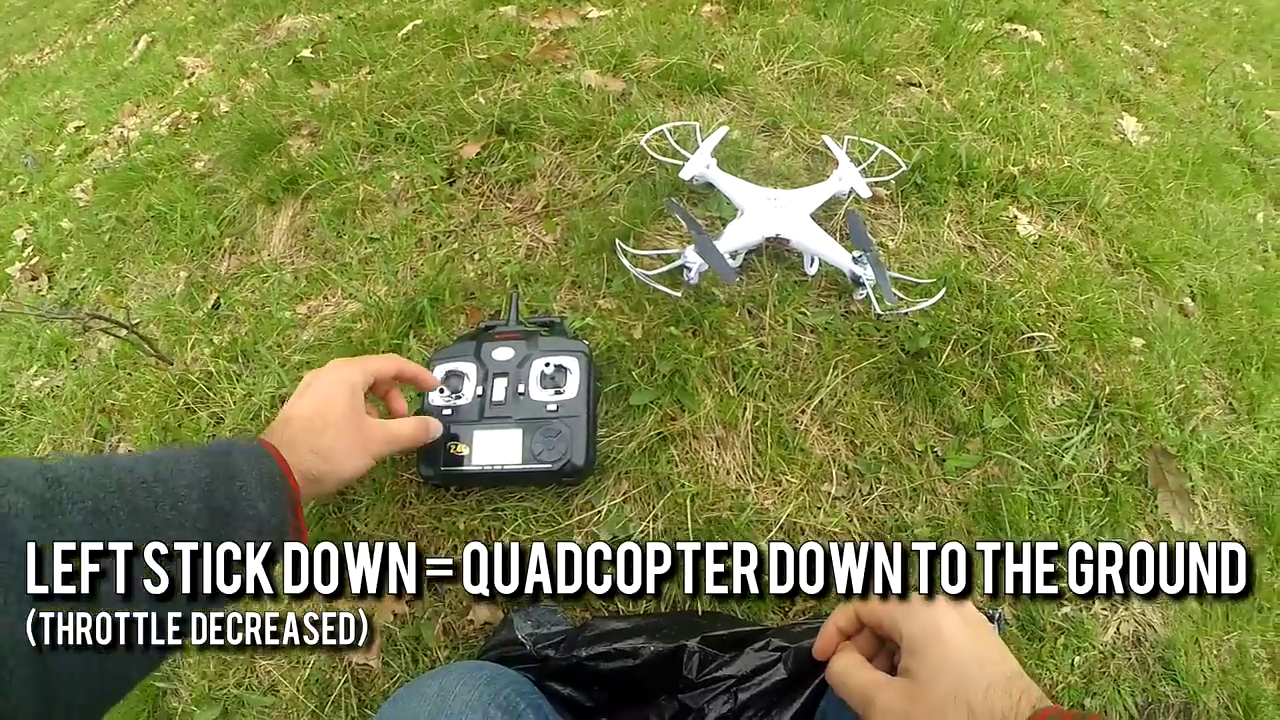 LEFT STICK DOWN = QUADCOPTER DOWN TO THE GROUND
(THROTTLE DECREASED)